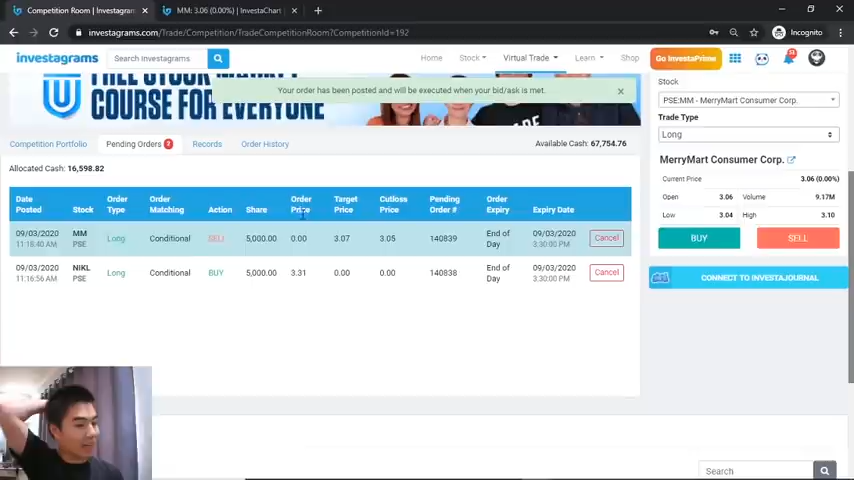 Competition Room | Investagrams
MM: 3.06 (0.00%) | InvestaChart
investagrams.com/Trade/Competition/TradeCompetitionRoom?CompetitionId=192
Incognito
investagrams
Search Investagrams
Home
Stock
Virtual Trade
Learn
Shop
Go InvestaPrime
FREE STOCK MARKET
COURSE FOR EVERYONE
Your order has been posted and will be executed when your bid/ask is met.
Competition Portfolio
Pending Orders 2
Records
Order History
Available Cash: 67,754.76
Allocated Cash: 16,598.82
Date Posted Stock Order Type Order Matching Action Share Order Price Target Price Cutloss Price Pending Order # Order Expiry Expiry Date
09/03/2020 MM Long Conditional SELL 5,000.00 0.00 3.07 3.05 140839 End of Day 09/03/2020 Cancel
11:18:40 AM PSE 3:30:00 PM
09/03/2020 NIKL Long Conditional BUY 5,000.00 3.31 0.00 0.00 140838 End of Day 09/03/2020 Cancel
11:16:56 AM PSE 3:30:00 PM
Stock
PSE:MM - MerryMart Consumer Corp.
Trade Type
Long
MerryMart Consumer Corp.
Current Price 3.06 (0.00%)
Open 3.06 Volume 9.17M
Low 3.04 High 3.10
BUY
SELL
CONNECT TO INVESTAJOURNAL
Search